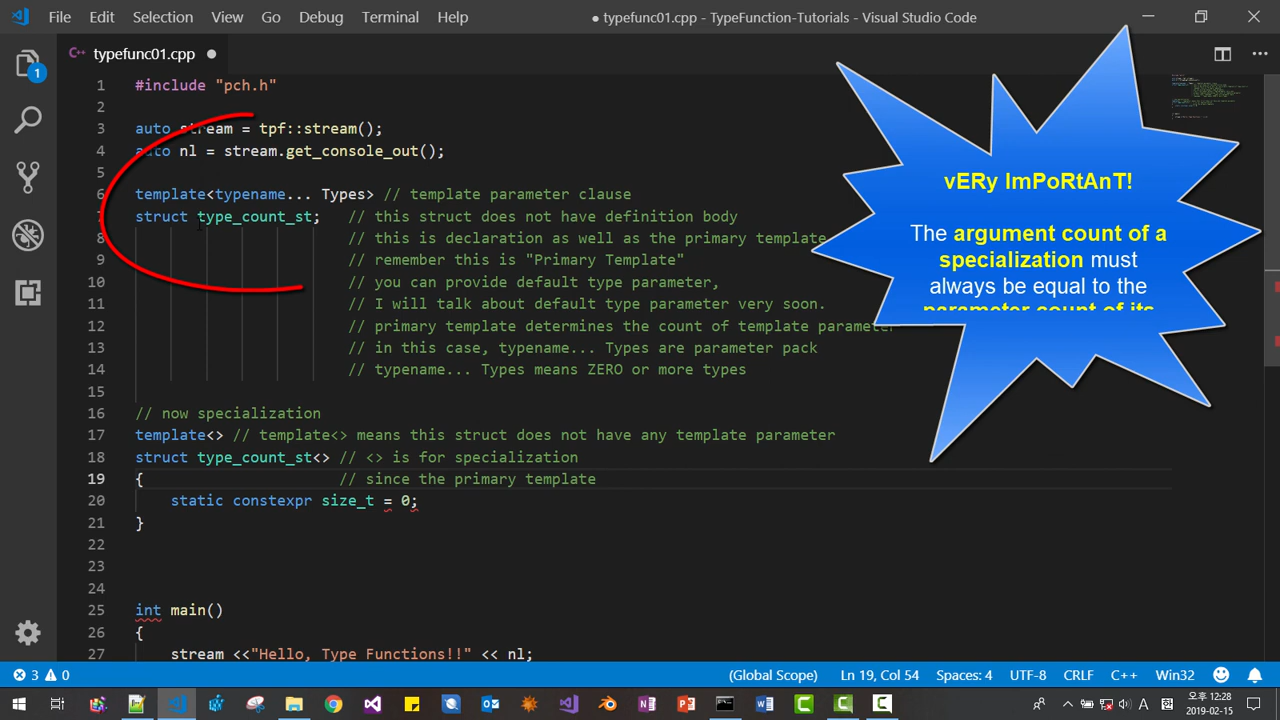 File Edit Selection View Go Debug Terminal Help
● typefunc01.cpp - TypeFunction-Tutorials - Visual Studio Code
1
C++ typefunc01.cpp ●
1 #include "pch.h"
2
3 auto stream = tpf::stream();
4 auto nl = stream.get_console_out();
5
6 template<typename... Types> // template parameter clause
7 struct type_count_st; // this struct does not have definition body
8 // this is declaration as well as the primary template
9 // remember this is "Primary Template"
10 // you can provide default type parameter,
11 // I will talk about default type parameter very soon.
12 // primary template determines the count of template parameter
13 // in this case, typename... Types are parameter pack
14 // typename... Types means ZERO or more types
15
16 // now specialization
17 template<> // template<> means this struct does not have any template parameter
18 struct type_count_st<> // <> is for specialization
19 { // since the primary template
20 static constexpr size_t = 0;
21 }
22
23
24
25 int main()
26 {
27 stream <<"Hello, Type Functions!!" << nl;
vERy ImPoRtAnT!
The argument count of a
specialization must
always be equal to the
parameter count of its
3 0 (Global Scope) Ln 19, Col 54 Spaces: 4 UTF-8 CRLF C++ Win32
A 오후 12:28
2019-02-15